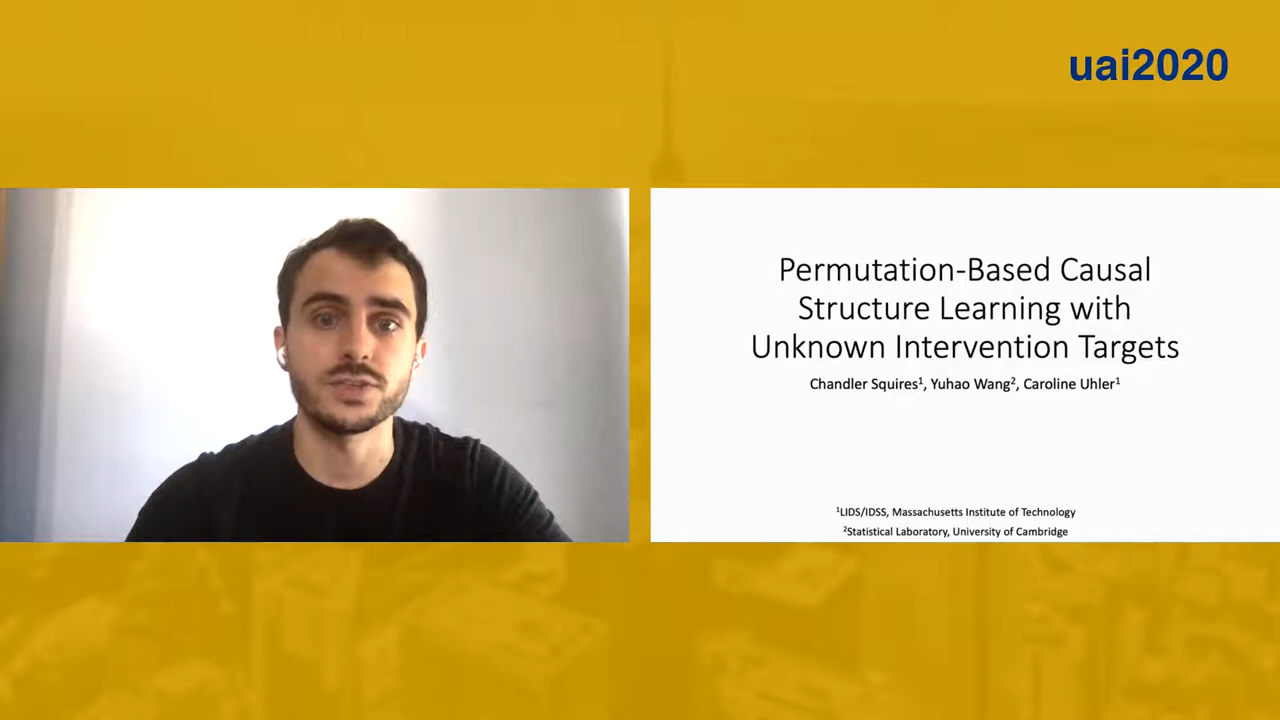 uai2020
Permutation-Based Causal
Structure Learning with
Unknown Intervention Targets
Chandler Squires¹, Yuhao Wang², Caroline Uhler¹
¹LIDS/IDSS, Massachusetts Institute of Technology
²Statistical Laboratory, University of Cambridge